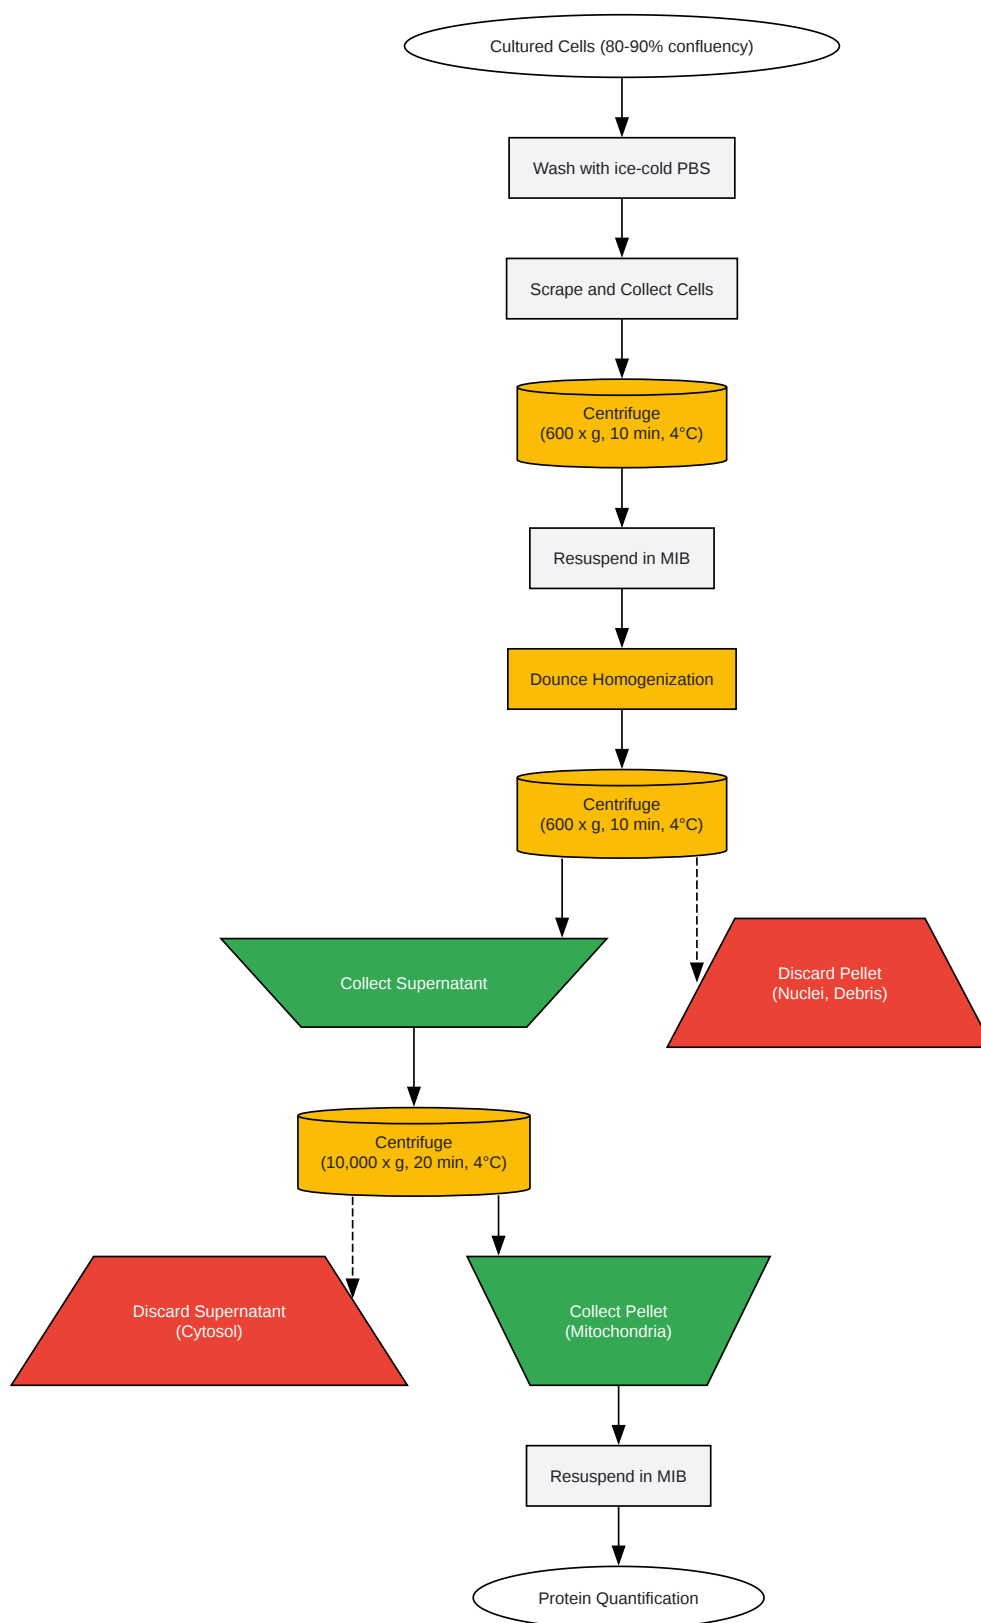 Cultured Cells (80-90% confluency)
Wash with ice-cold PBS
Scrape and Collect Cells
Centrifuge
(600 x g, 10 min, 4°C)
Resuspend in MIB
Dounce Homogenization
Centrifuge
(600 x g, 10 min, 4°C)
Collect Supernatant
Discard Pellet
(Nuclei, Debris)
Centrifuge
(10,000 x g, 20 min, 4°C)
Discard Supernatant
(Cytosol)
Collect Pellet
(Mitochondria)
Resuspend in MIB
Protein Quantification